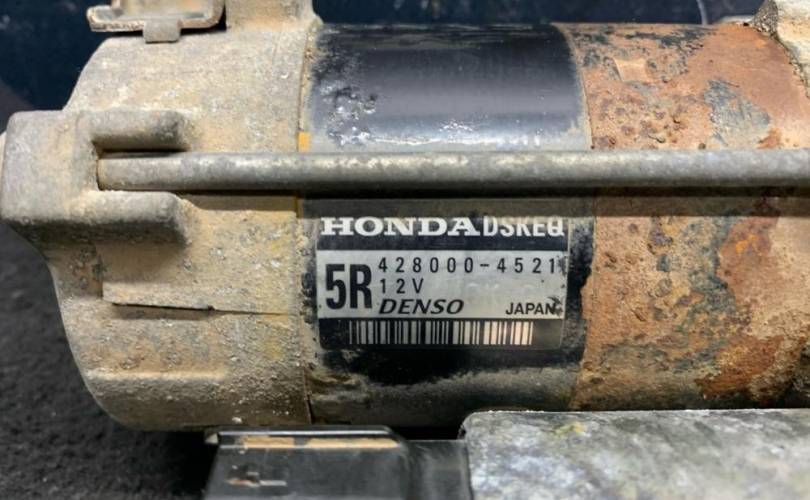 HONDA DSKEQ
5R 428000-4521
12V
DENSO JAPAN